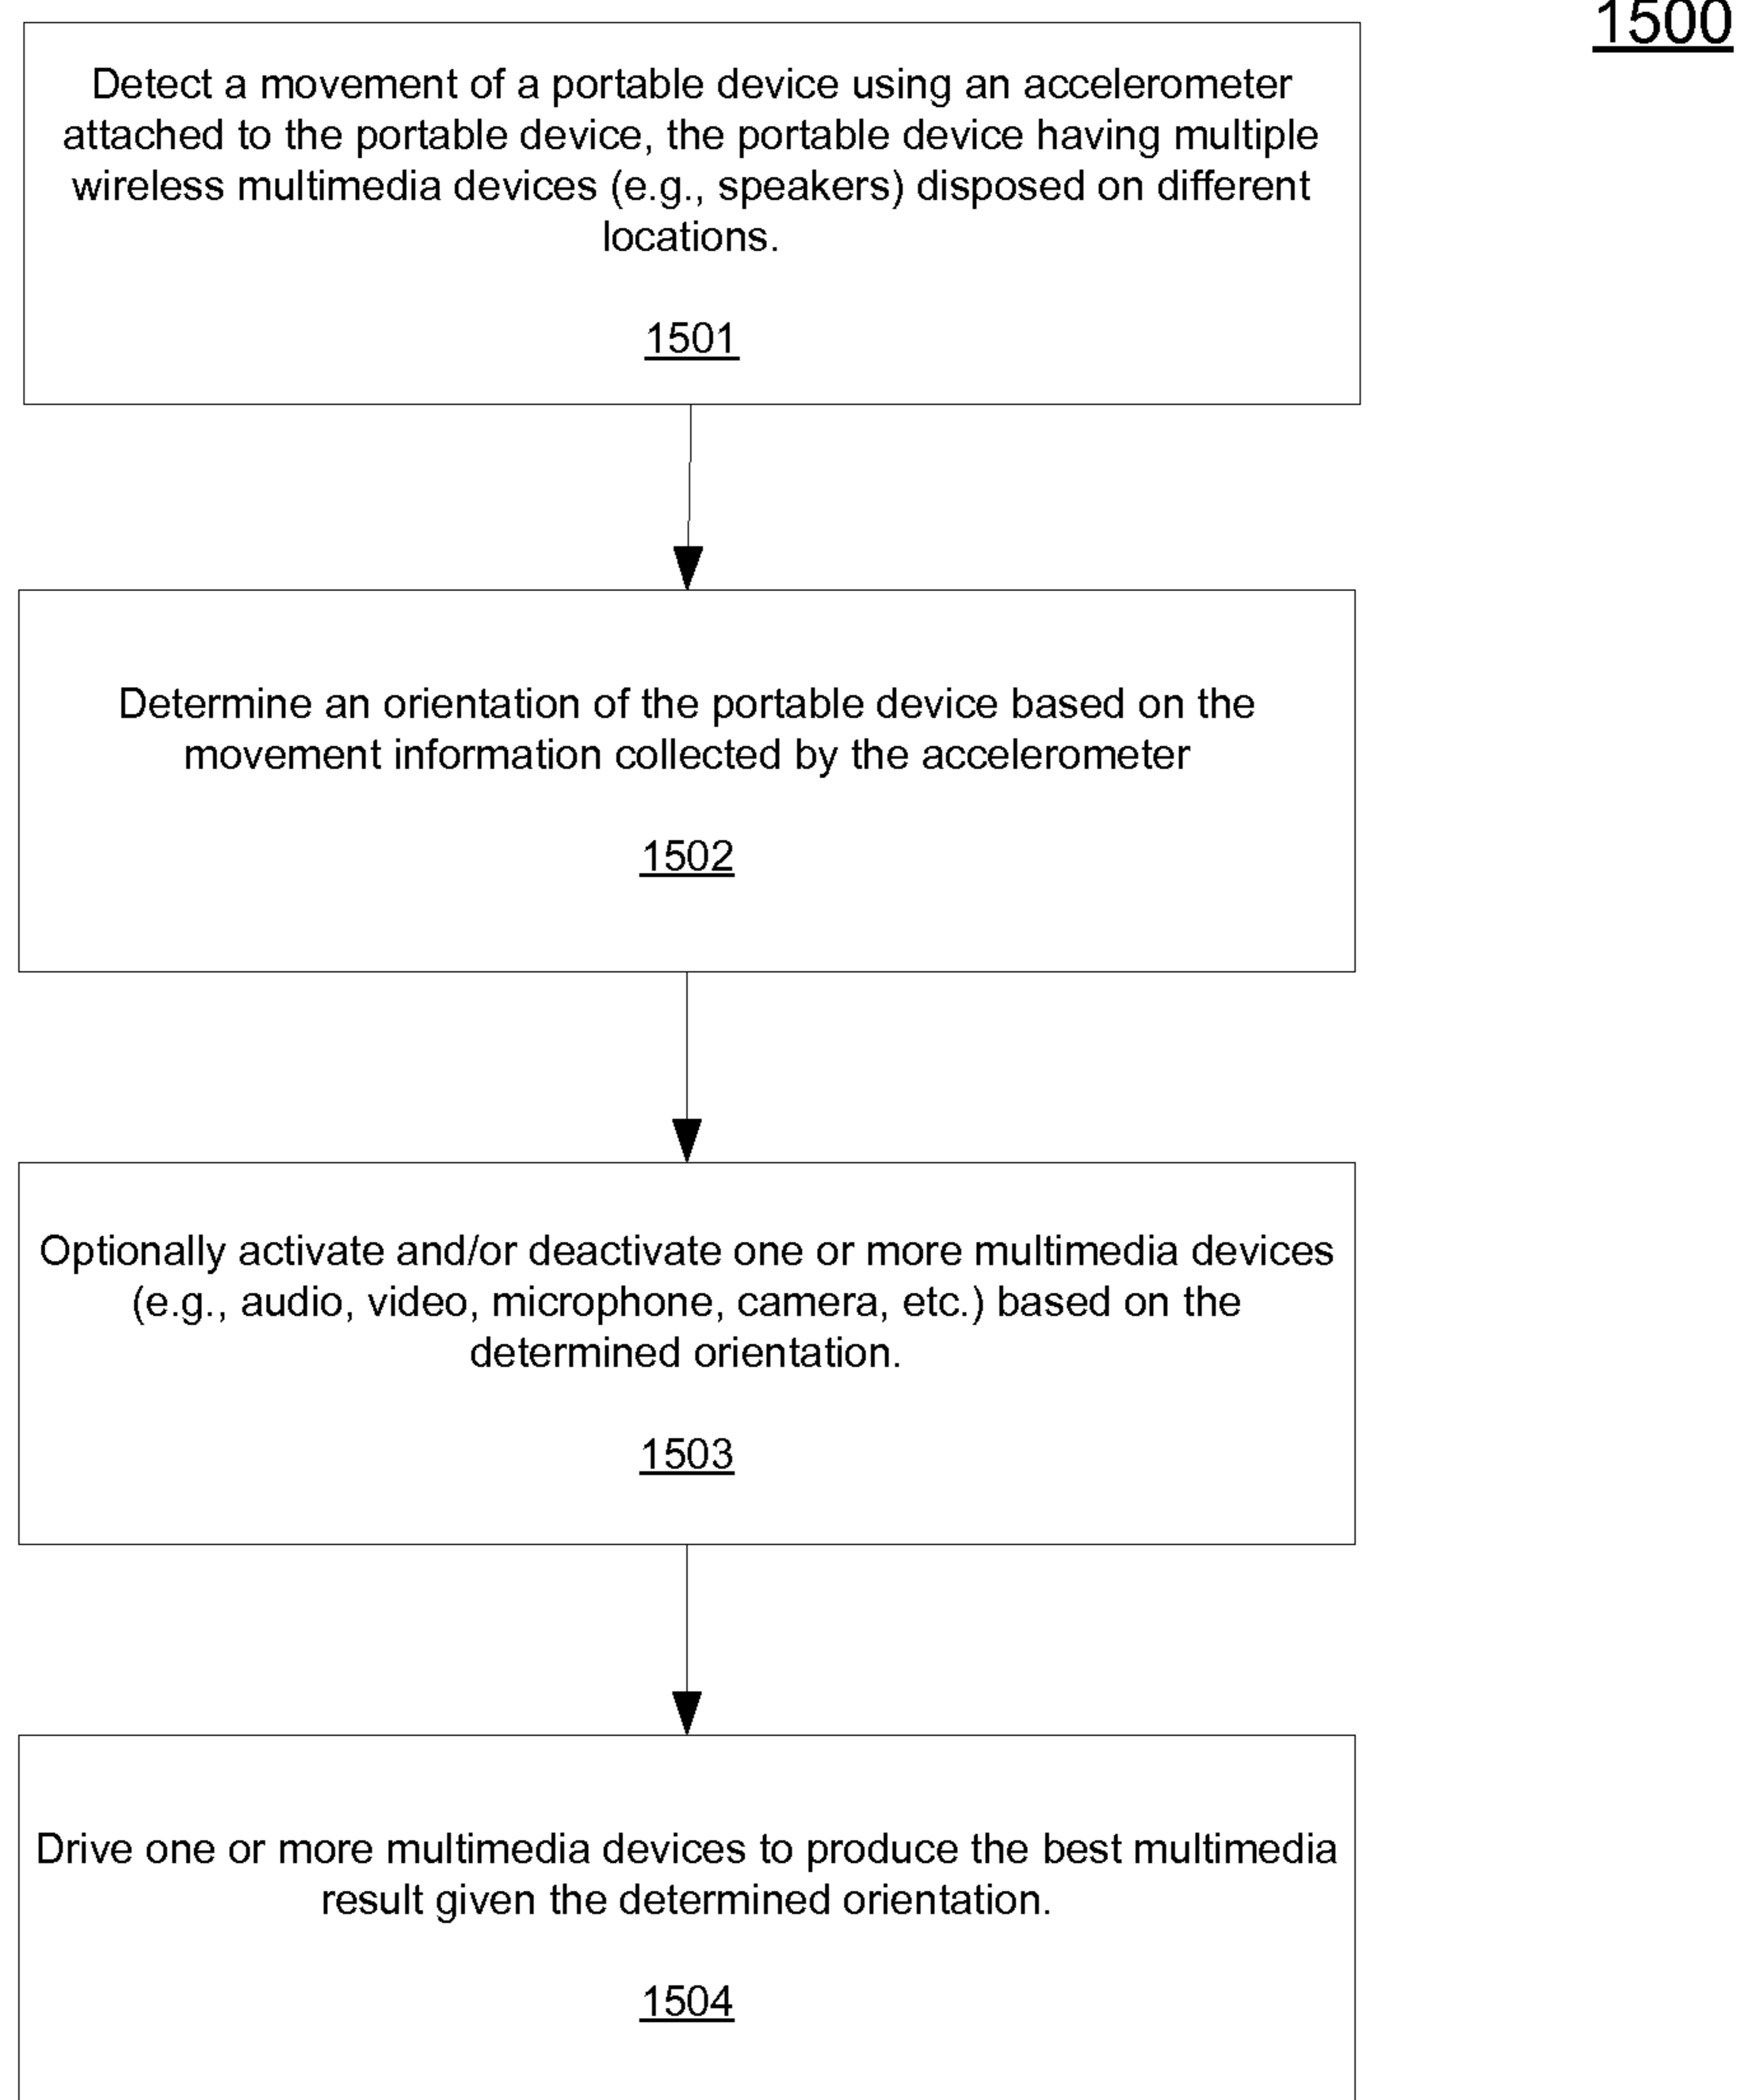 1500
Detect a movement of a portable device using an accelerometer
attached to the portable device, the portable device having multiple
wireless multimedia devices (e.g., speakers) disposed on different
locations.
1501
Determine an orientation of the portable device based on the
movement information collected by the accelerometer
1502
Optionally activate and/or deactivate one or more multimedia devices
(e.g., audio, video, microphone, camera, etc.) based on the
determined orientation.
1503
Drive one or more multimedia devices to produce the best multimedia
result given the determined orientation.
1504